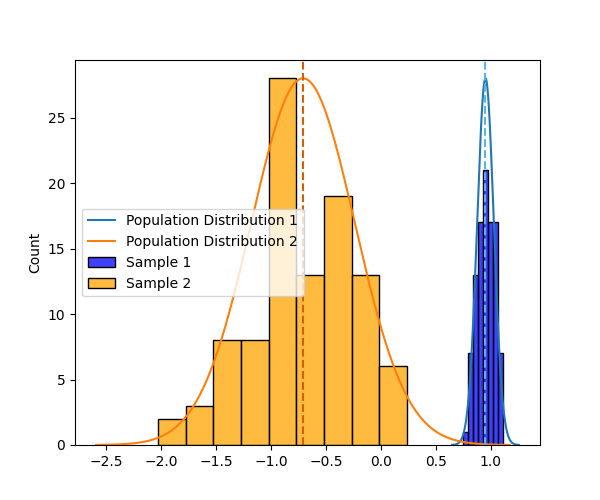 Count
25
20
15
10
5
0
Population Distribution 1
Population Distribution 2
Sample 1
Sample 2
−2.5 −2.0 −1.5 −1.0 −0.5 0.0 0.5 1.0